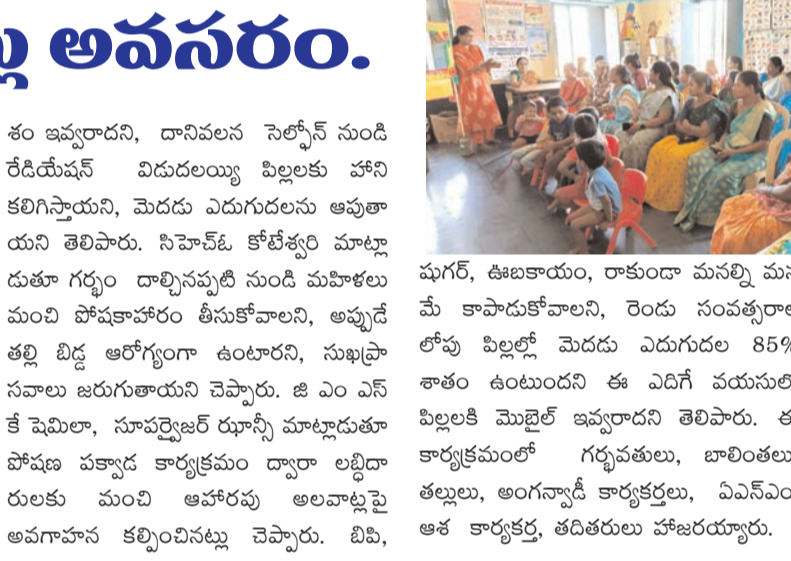 అవసరం.
శం ఇవ్వరాదని, దానివలన సెల్ఫోన్ నుండి
రేడియేషన్ విడుదలయ్యి పిల్లలకు హాని
కలిగిస్తాయని, మెదడు ఎదుగుదలను ఆపుతా
యని తెలిపారు. సిహెచ్ఓ కోటేశ్వరి మాట్లా
డుతూ గర్భం దాల్చినప్పటి నుండి మహిళలు
మంచి పోషకాహారం తీసుకోవాలని, అప్పుడే
తల్లి బిడ్డ ఆరోగ్యంగా ఉంటారని, సుఖప్రా
సవాలు జరుగుతాయని చెప్పారు. జి ఎం ఎస్
కే షెమిలా, సూపర్వైజర్ ఝాన్సీ మాట్లాడుతూ
పోషణ పక్వాడ కార్యక్రమం ద్వారా లబ్ధిదా
రులకు మంచి ఆహారపు అలవాట్లపై
అవగాహన కల్పించినట్లు చెప్పారు. బిపి,
షుగర్, ఊబకాయం, రాకుండా మనల్ని మన
మే కాపాడుకోవాలని, రెండు సంవత్సరాల
లోపు పిల్లల్లో మెదడు ఎదుగుదల 85%
శాతం ఉంటుందని ఈ ఎదిగే వయసులో
పిల్లలకి మొబైల్ ఇవ్వరాదని తెలిపారు. ఈ
కార్యక్రమంలో గర్భవతులు, బాలింతలు,
తల్లులు, అంగన్వాడీ కార్యకర్తలు, ఏఎన్ఎం,
ఆశ కార్యకర్త, తదితరులు హాజరయ్యారు.